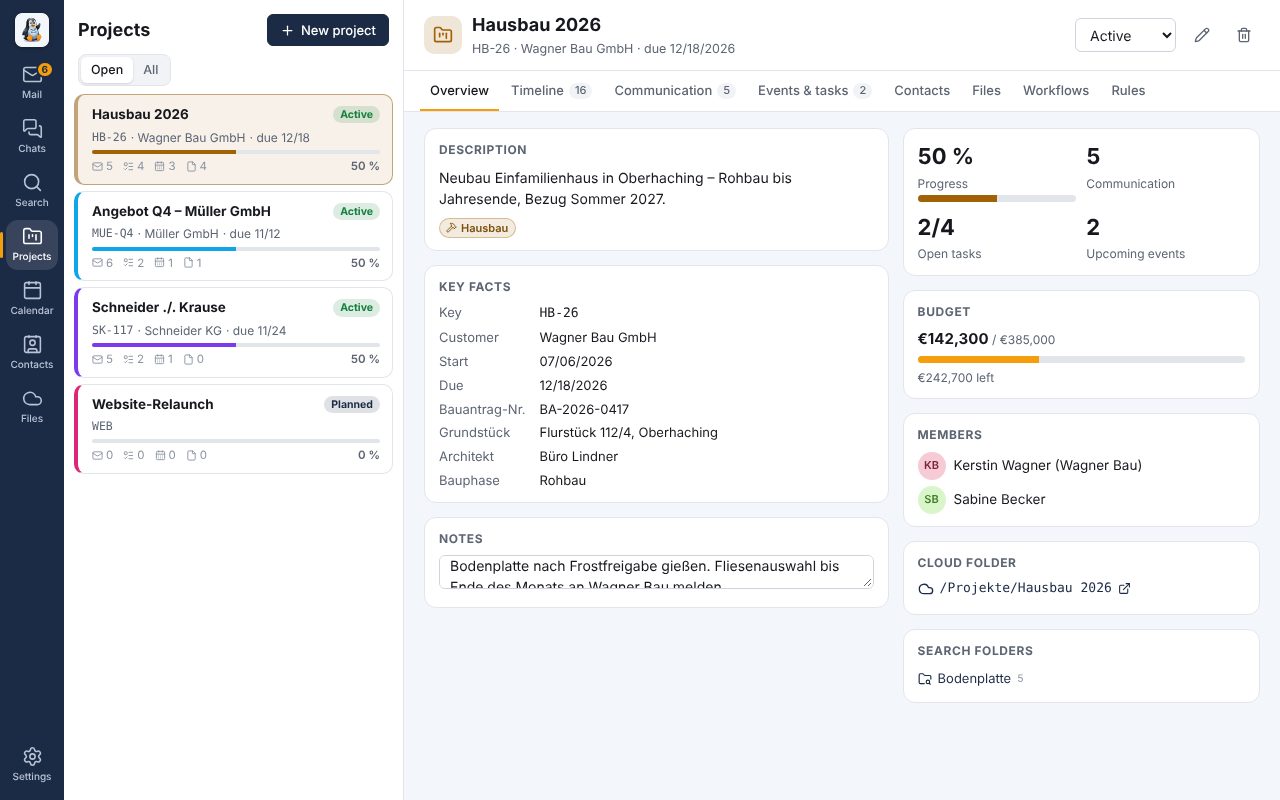 6
Mail
Chats
Search
Projects
Calendar
Contacts
Files
Settings
Projects
New project
Open
All
Hausbau 2026
Active
HB-26 · Wagner Bau GmbH · due 12/18
5 4 3 4 50 %
Angebot Q4 – Müller GmbH
Active
MUE-Q4 · Müller GmbH · due 11/12
6 2 1 1 50 %
Schneider ./. Krause
Active
SK-117 · Schneider KG · due 11/24
5 2 1 0 50 %
Website-Relaunch
Planned
WEB
0 0 0 0 0 %
Hausbau 2026
HB-26 · Wagner Bau GmbH · due 12/18/2026
Active
Overview
Timeline 16
Communication 5
Events & tasks 2
Contacts
Files
Workflows
Rules
DESCRIPTION
Neubau Einfamilienhaus in Oberhaching – Rohbau bis
Jahresende, Bezug Sommer 2027.
Hausbau
KEY FACTS
Key HB-26
Customer Wagner Bau GmbH
Start 07/06/2026
Due 12/18/2026
Bauantrag-Nr. BA-2026-0417
Grundstück Flurstück 112/4, Oberhaching
Architekt Büro Lindner
Bauphase Rohbau
NOTES
Bodenplatte nach Frostfreigabe gießen. Fliesenauswahl bis
Ende des Monats an Wagner Bau melden.
50 %
Progress
5
Communication
2/4
Open tasks
2
Upcoming events
BUDGET
€142,300 / €385,000
€242,700 left
MEMBERS
KB Kerstin Wagner (Wagner Bau)
SB Sabine Becker
CLOUD FOLDER
/Projekte/Hausbau 2026
SEARCH FOLDERS
Bodenplatte 5